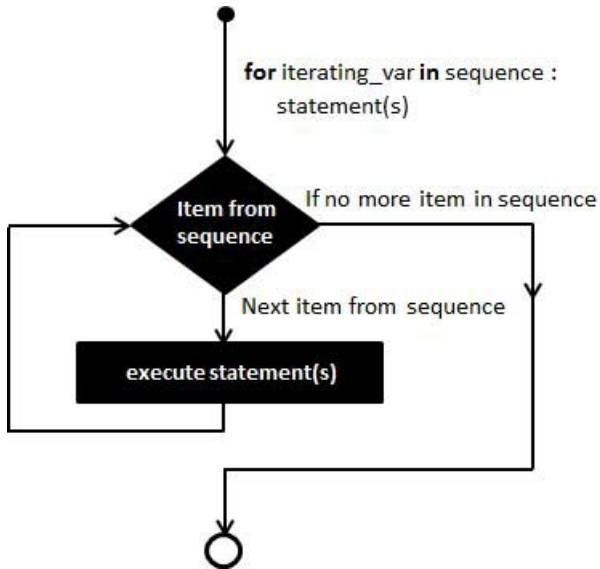 for iterating_var in sequence :
statement(s)
If no more item in sequence
Item from
sequence
Next item from sequence
execute statement(s)